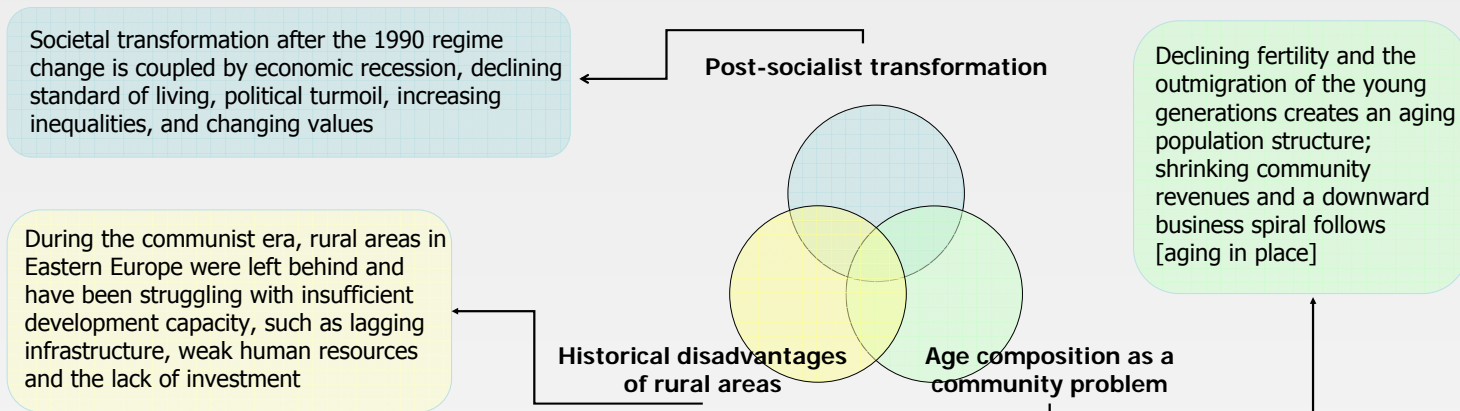 Societal transformation after the 1990 regime
change is coupled by economic recession, declining
standard of living, political turmoil, increasing
inequalities, and changing values
Post-socialist transformation
Declining fertility and the
outmigration of the young
generations creates an aging
population structure;
shrinking community
revenues and a downward
business spiral follows
[aging in place]
During the communist era, rural areas in
Eastern Europe were left behind and
have been struggling with insufficient
development capacity, such as lagging
infrastructure, weak human resources
and the lack of investment
Historical disadvantages
of rural areas
Age composition as a
community problem